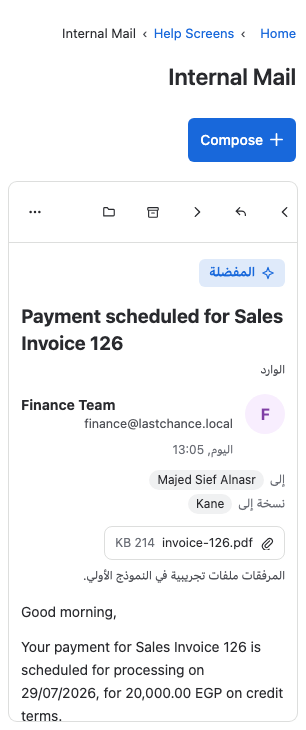 Home › Help Screens › Internal Mail
Internal Mail
Compose +
المفضلة
Payment scheduled for Sales
Invoice 126
الوارد
F
Finance Team
finance@lastchance.local
اليوم, 13:05
إلى Majed Sief Alnasr
نسخة إلى Kane
invoice-126.pdf 214 KB
المرفقات ملفات تجريبية في النموذج الأولي.
Good morning,
Your payment for Sales Invoice 126 is
scheduled for processing on
29/07/2026, for 20,000.00 EGP on credit
terms.